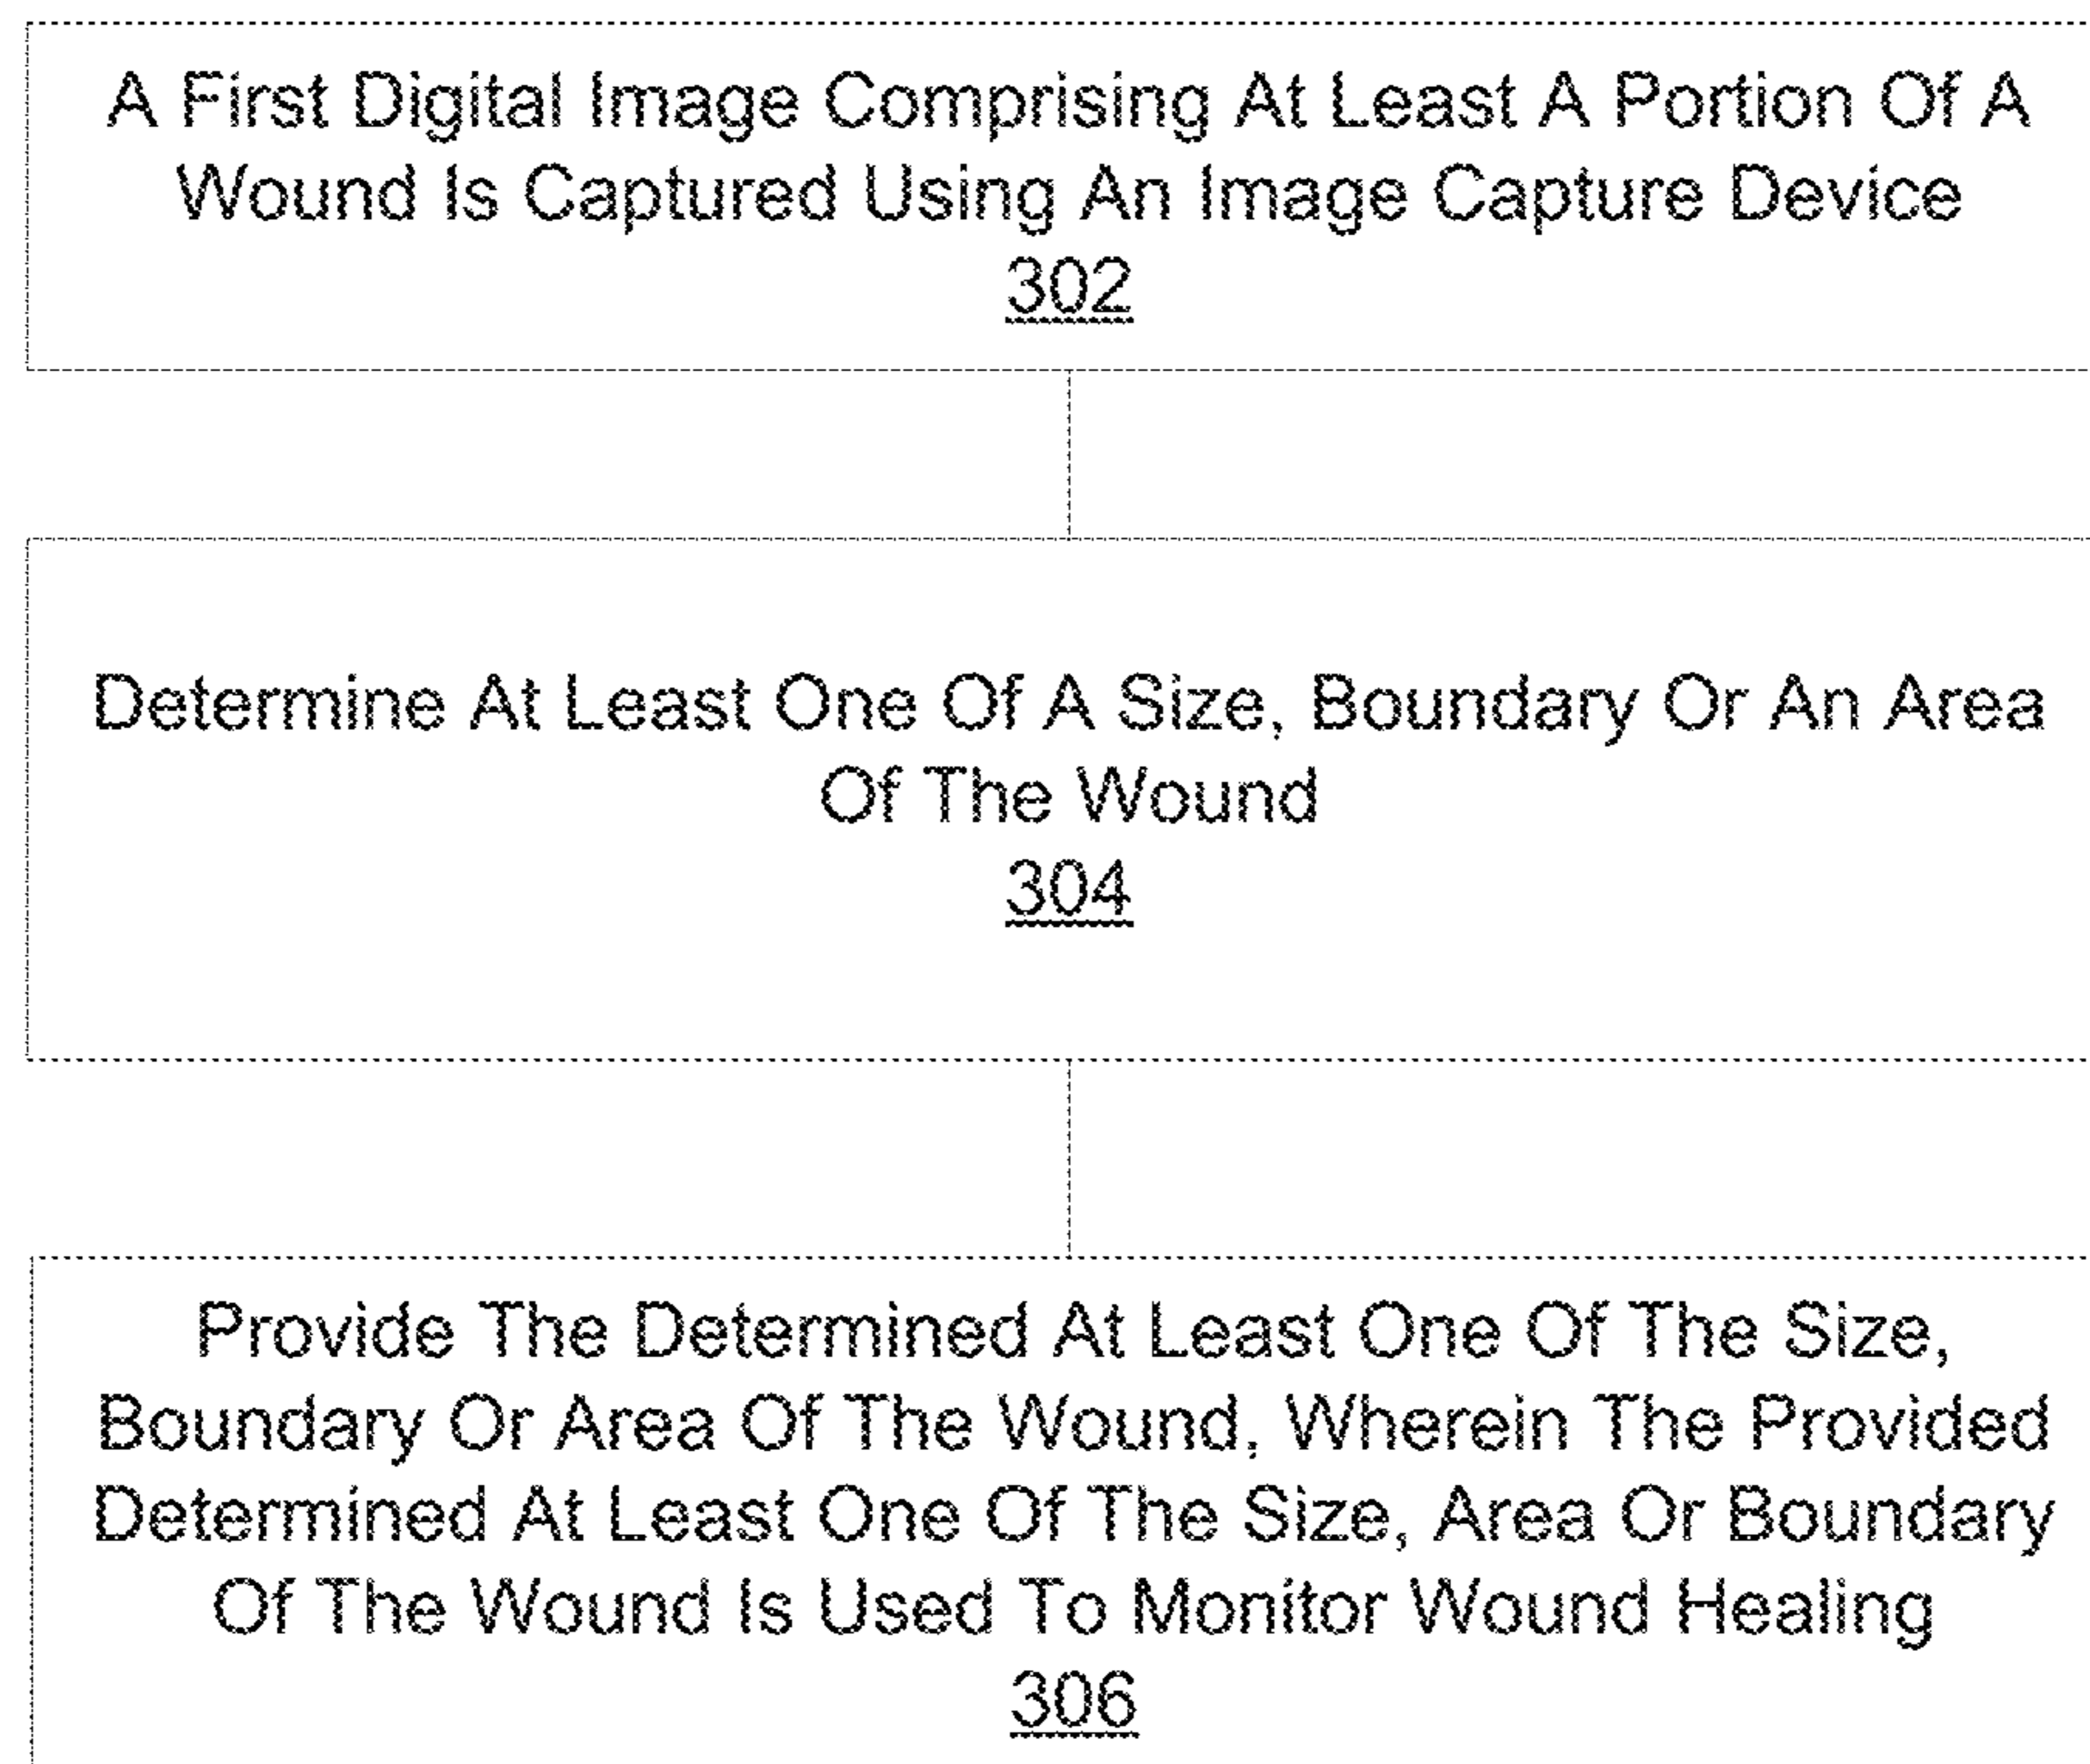 A First Digital Image Comprising At Least A Portion Of A
Wound Is Captured Using An Image Capture Device
302
Determine At Least One Of A Size, Boundary Or An Area
Of The Wound
304
Provide The Determined At Least One Of The Size,
Boundary Or Area Of The Wound, Wherein The Provided
Determined At Least One Of The Size, Area Or Boundary
Of The Wound Is Used To Monitor Wound Healing
306